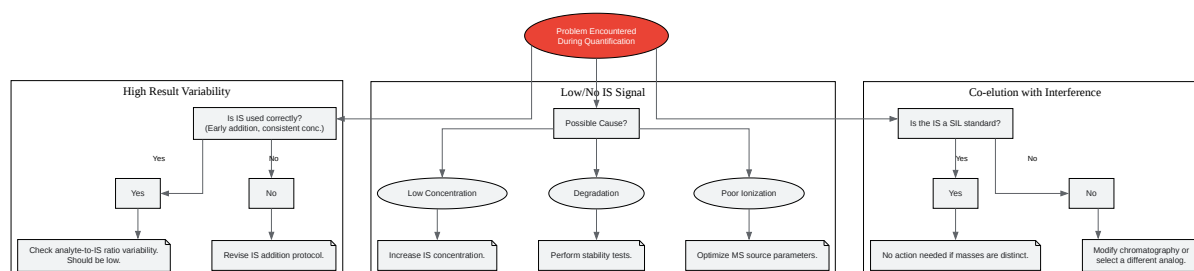 Problem Encountered
During Quantification
High Result Variability
Is IS used correctly?
(Early addition, consistent conc.)
Yes
No
Yes
No
Check analyte-to-IS ratio variability.
Should be low.
Revise IS addition protocol.
Low/No IS Signal
Possible Cause?
Low Concentration
Degradation
Poor Ionization
Increase IS concentration.
Perform stability tests.
Optimize MS source parameters.
Co-elution with Interference
Is the IS a SIL standard?
Yes
No
Yes
No
No action needed if masses are distinct.
Modify chromatography or
select a different analog.